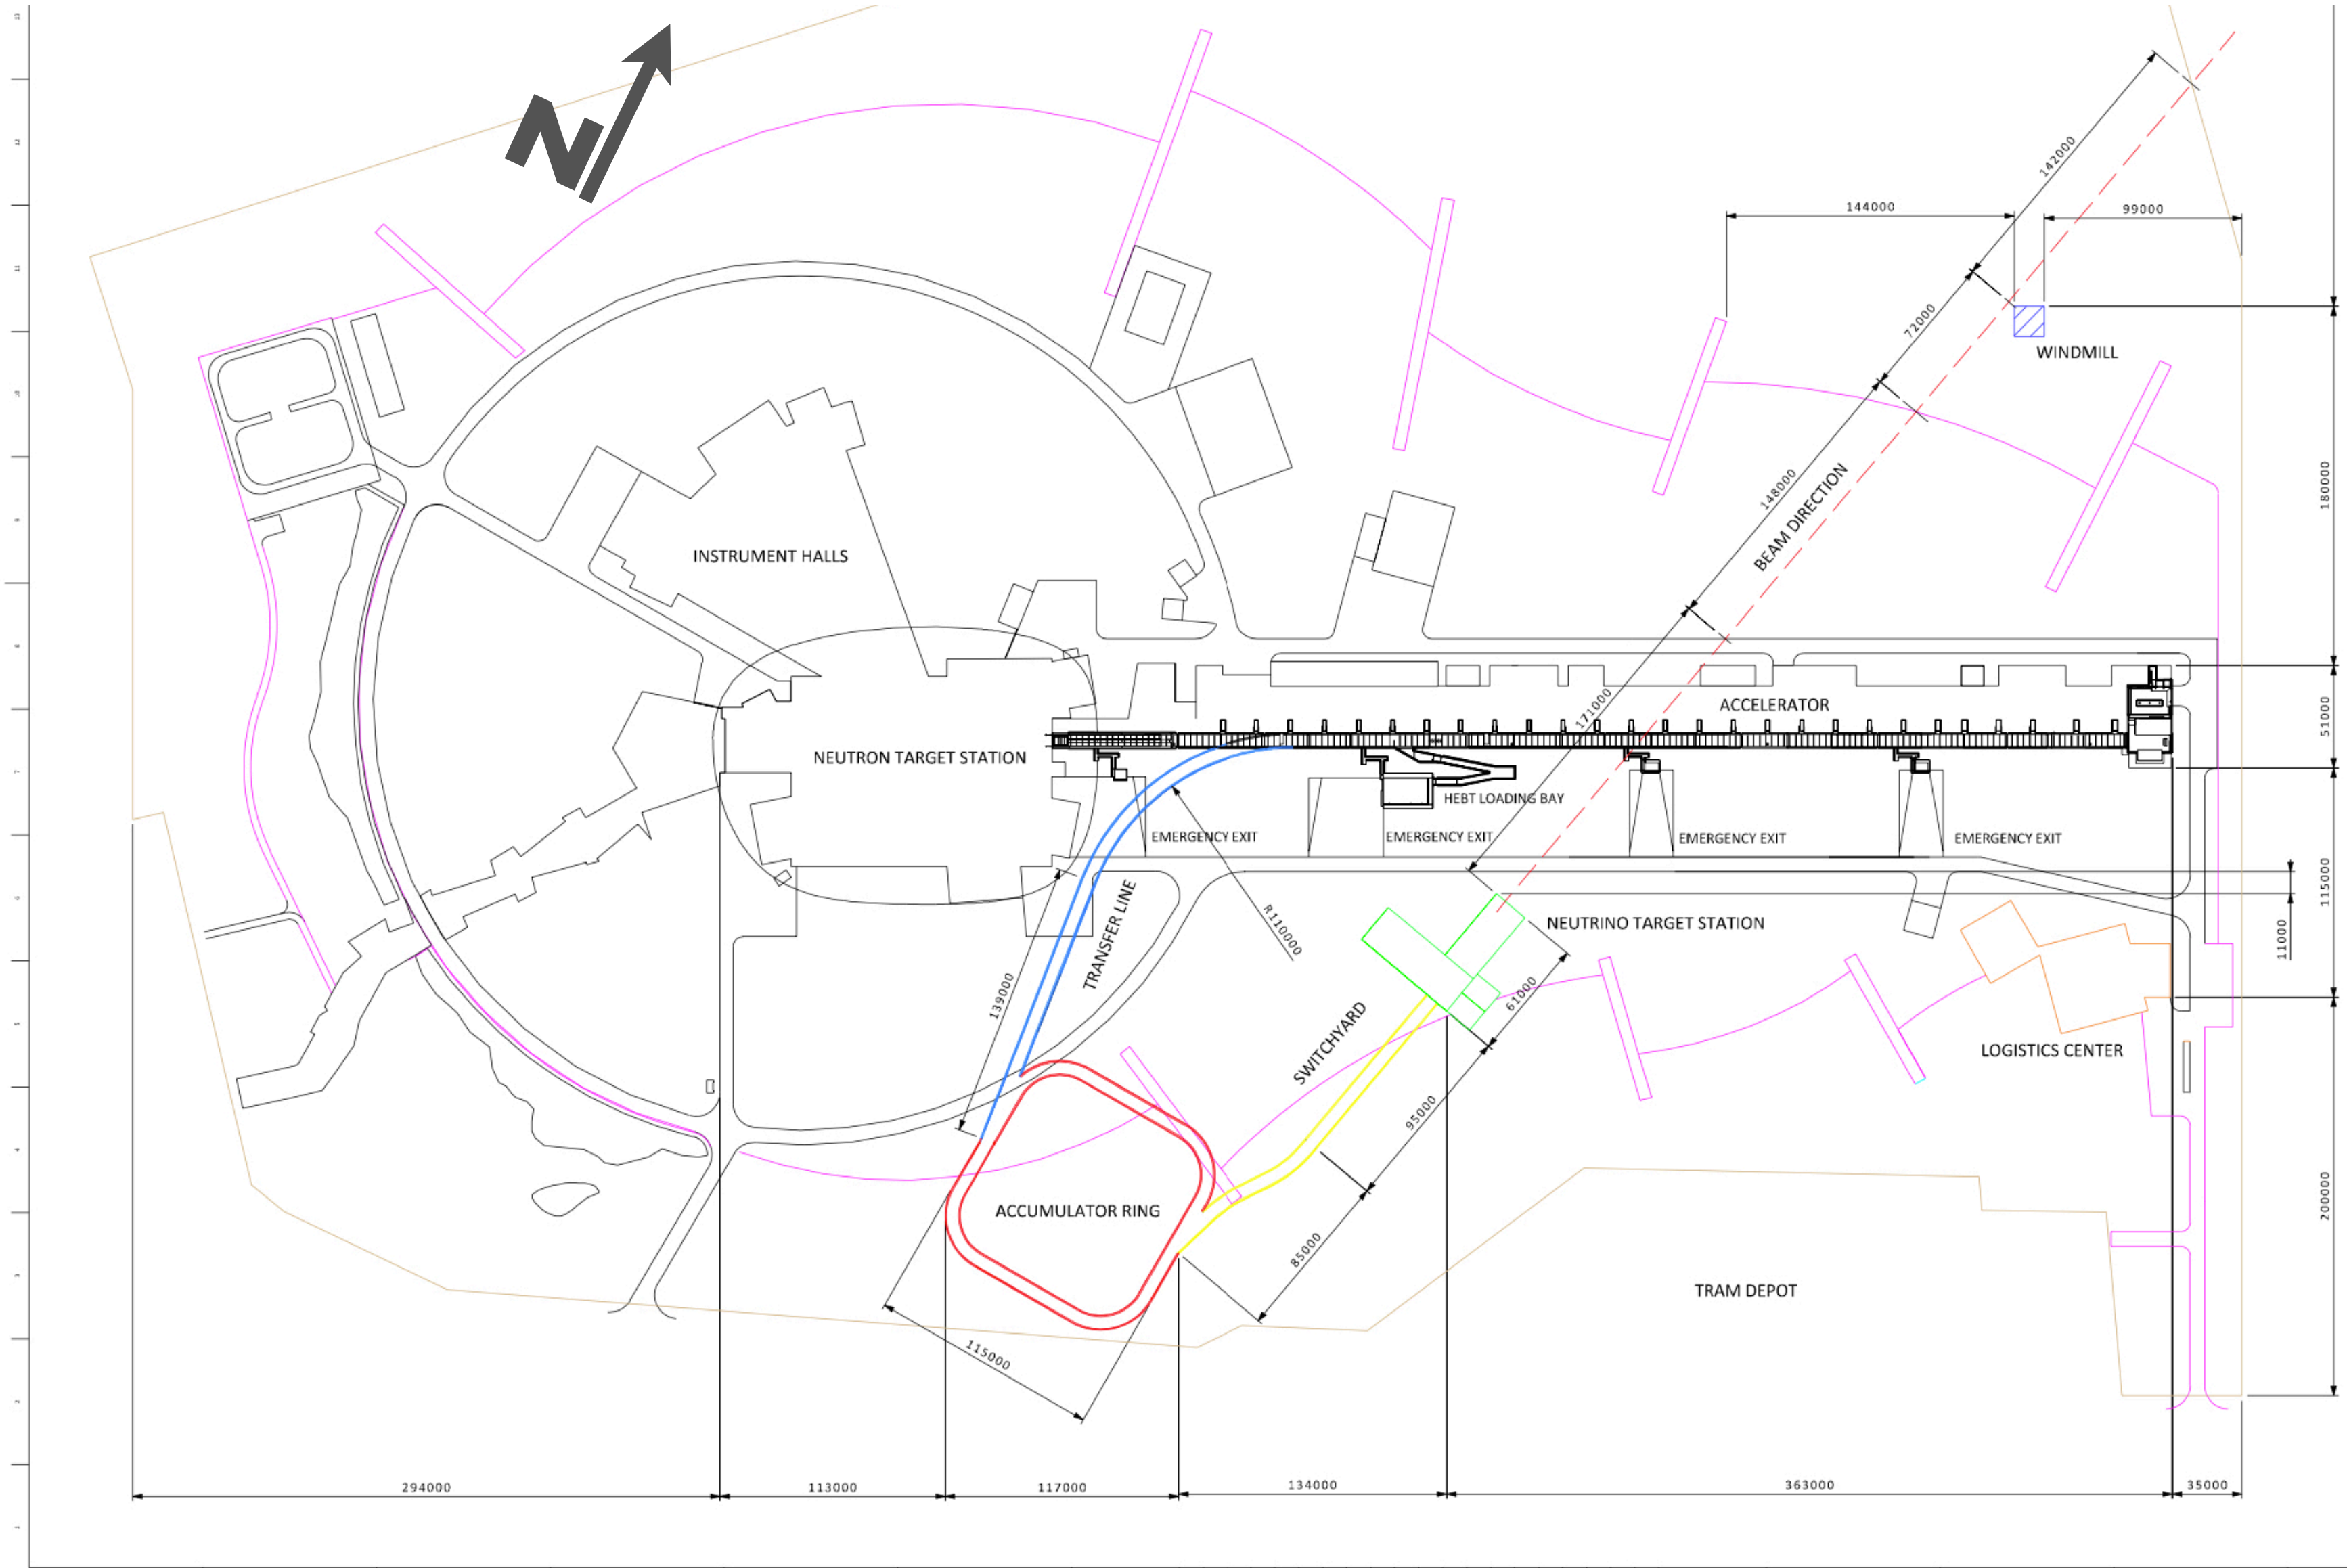 N
142000
144000
99000
72000
WINDMILL
148000
BEAM DIRECTION
180000
INSTRUMENT HALLS
171000
ACCELERATOR
51000
NEUTRON TARGET STATION
HEBT LOADING BAY
EMERGENCY EXIT
EMERGENCY EXIT
EMERGENCY EXIT
EMERGENCY EXIT
115000
11000
TRANSFER LINE
R110000
NEUTRINO TARGET STATION
139000
61000
SWITCHYARD
LOGISTICS CENTER
95000
200000
ACCUMULATOR RING
85000
TRAM DEPOT
115000
294000
113000
117000
134000
363000
35000